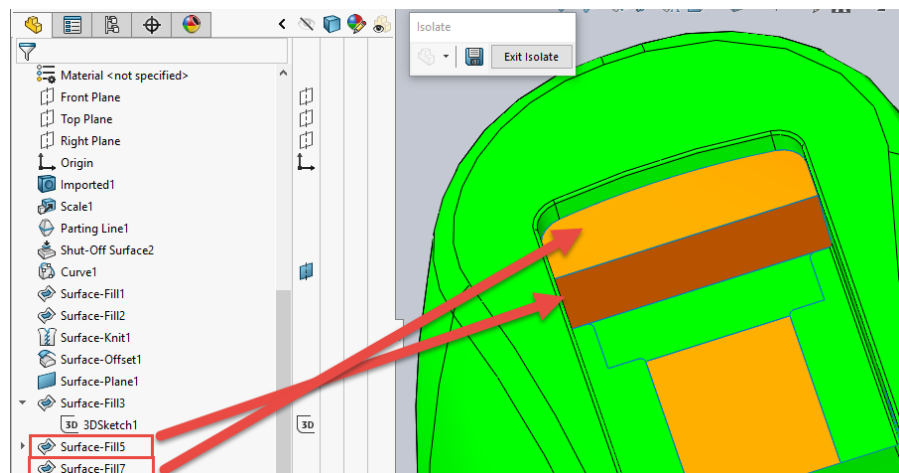 Isolate
Exit Isolate
Material <not specified>
Front Plane
Top Plane
Right Plane
Origin
Imported1
Scale1
Parting Line1
Shut-Off Surface2
Curve1
Surface-Fill1
Surface-Fill2
Surface-Knit1
Surface-Offset1
Surface-Plane1
Surface-Fill3
3D 3DSketch1 3D
Surface-Fill5
Surface-Fill7